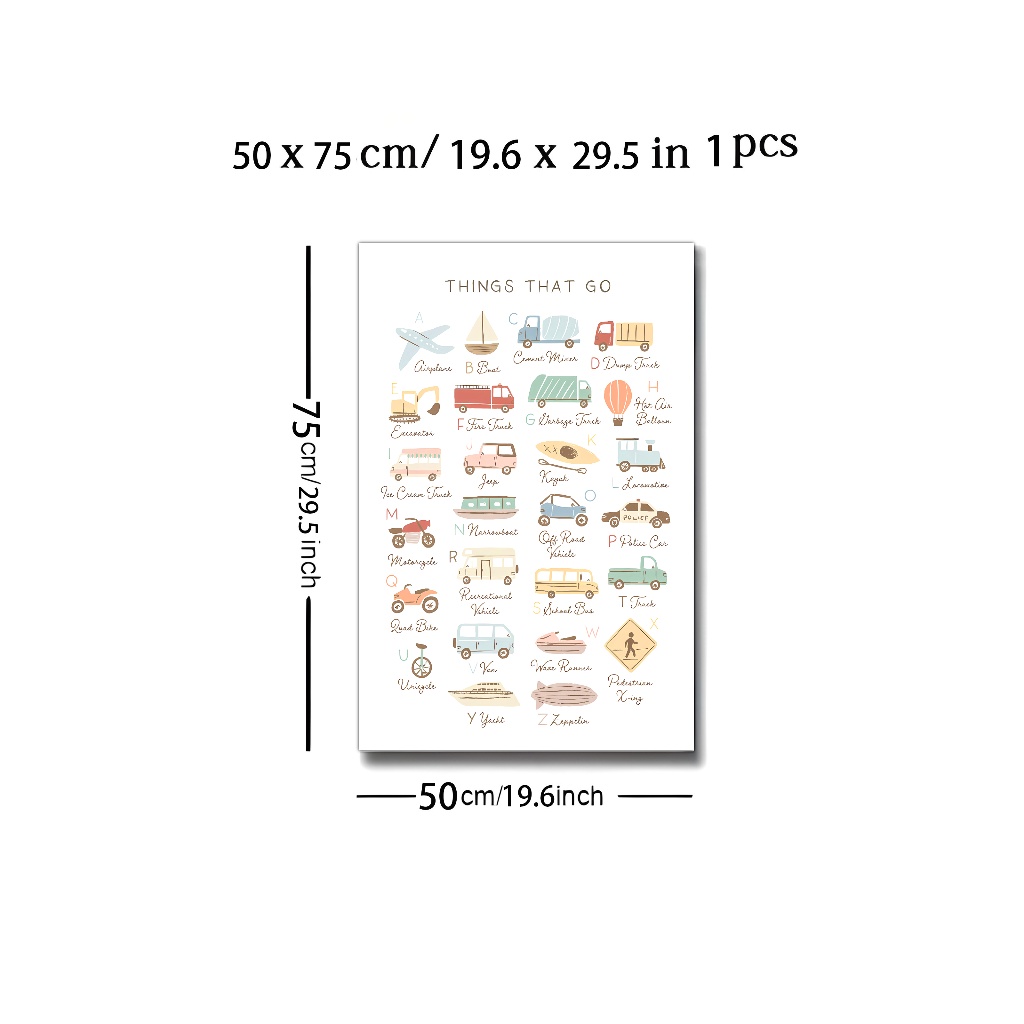 50 x 75 cm/ 19.6 x 29.5 in 1 pcs
75cm/29.5inch
THINGS THAT GO
A Airplane
B Boat
C Cement Mixer
D Dump Truck
E Excavator
F Fire Truck
G Garbage Truck
H Hot Air
Balloon
I Ice Cream Truck
J Jeep
K Kayak
L Locomotive
M Motorcycle
N Narrowboat
O Off Road
Vehicle
POLICE
P Police Car
Q Quad Bike
R Recreational
Vehicle
S School Bus
T Truck
U Unicycle
V Van
W Wave Runner
X Pedestrian
X-ing
Y Yacht
Z Zeppelin
50cm/19.6inch